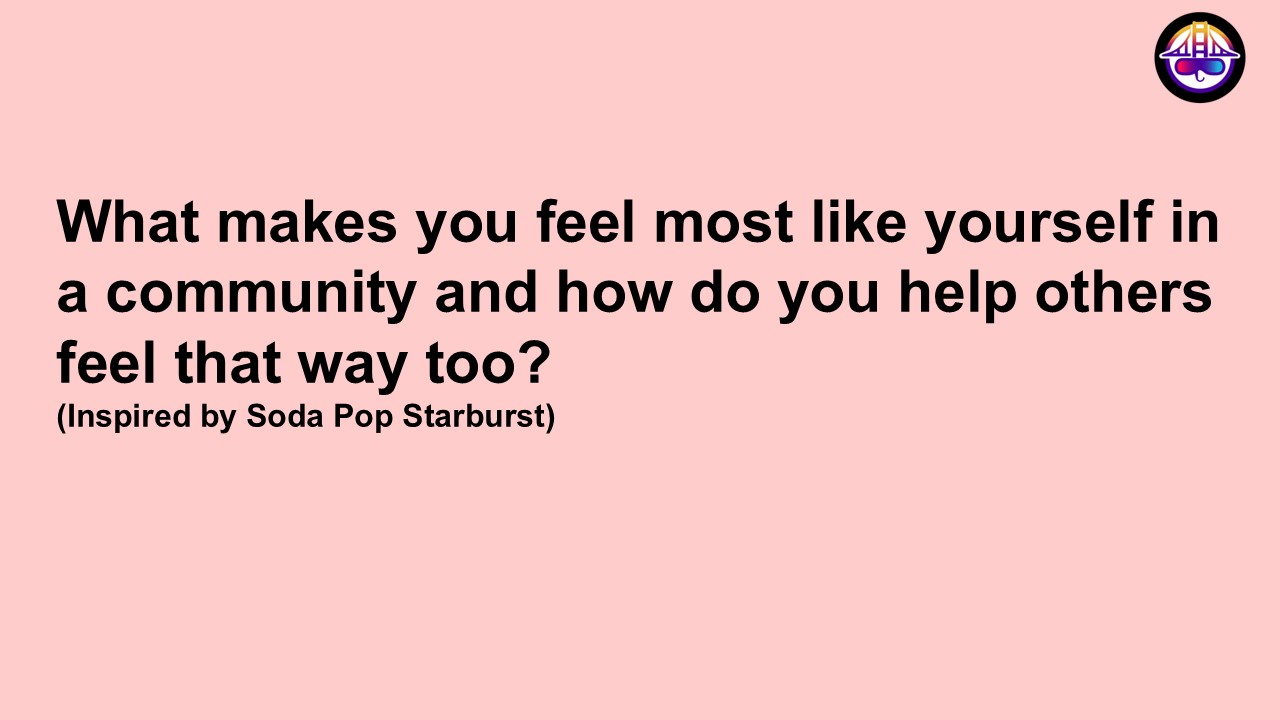 What makes you feel most like yourself in
a community and how do you help others
feel that way too?
(Inspired by Soda Pop Starburst)